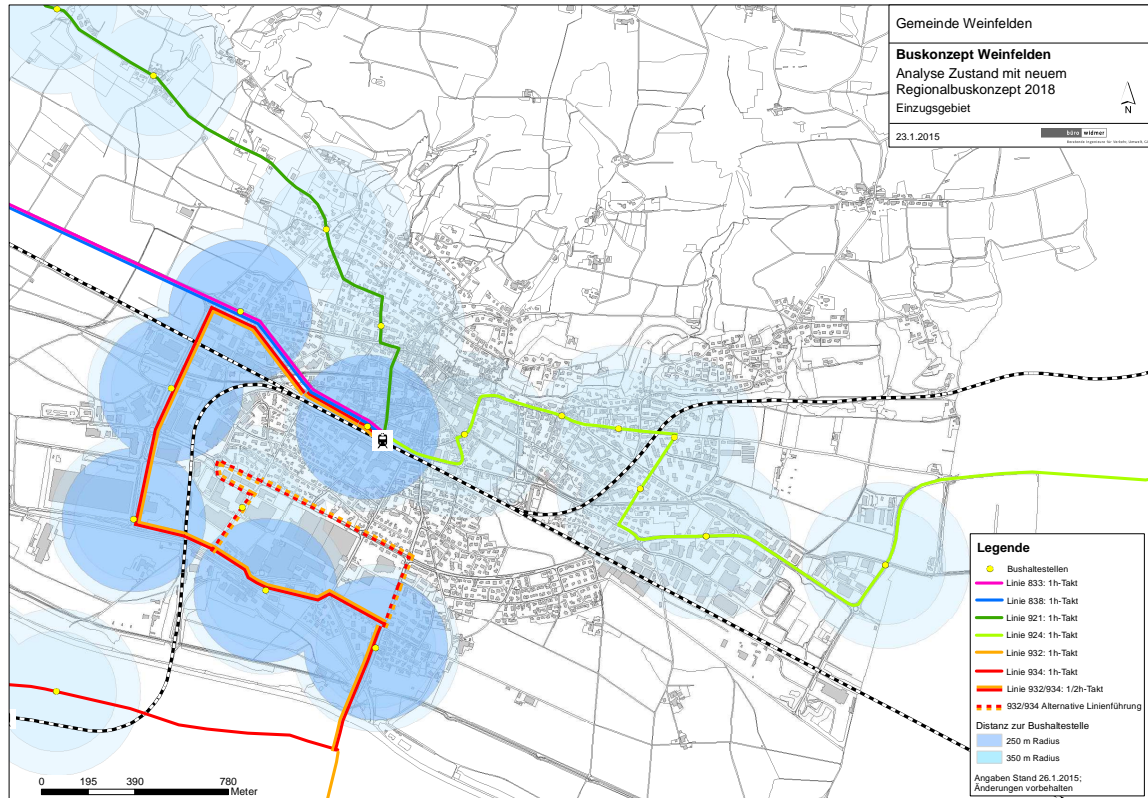 Gemeinde Weinfelden
Buskonzept Weinfelden
Analyse Zustand mit neuem
Regionalbuskonzept 2018
Einzugsgebiet
N
23.1.2015
büro widmer
Legende
Bushaltestellen
Linie 833: 1h-Takt
Linie 838: 1h-Takt
Linie 921: 1h-Takt
Linie 924: 1h-Takt
Linie 932: 1h-Takt
Linie 934: 1h-Takt
Linie 932/934: 1/2h-Takt
932/934 Alternative Linienführung
Distanz zur Bushaltestelle
250 m Radius
350 m Radius
Angaben Stand 26.1.2015;
Änderungen vorbehalten
0 195 390 780
Meter